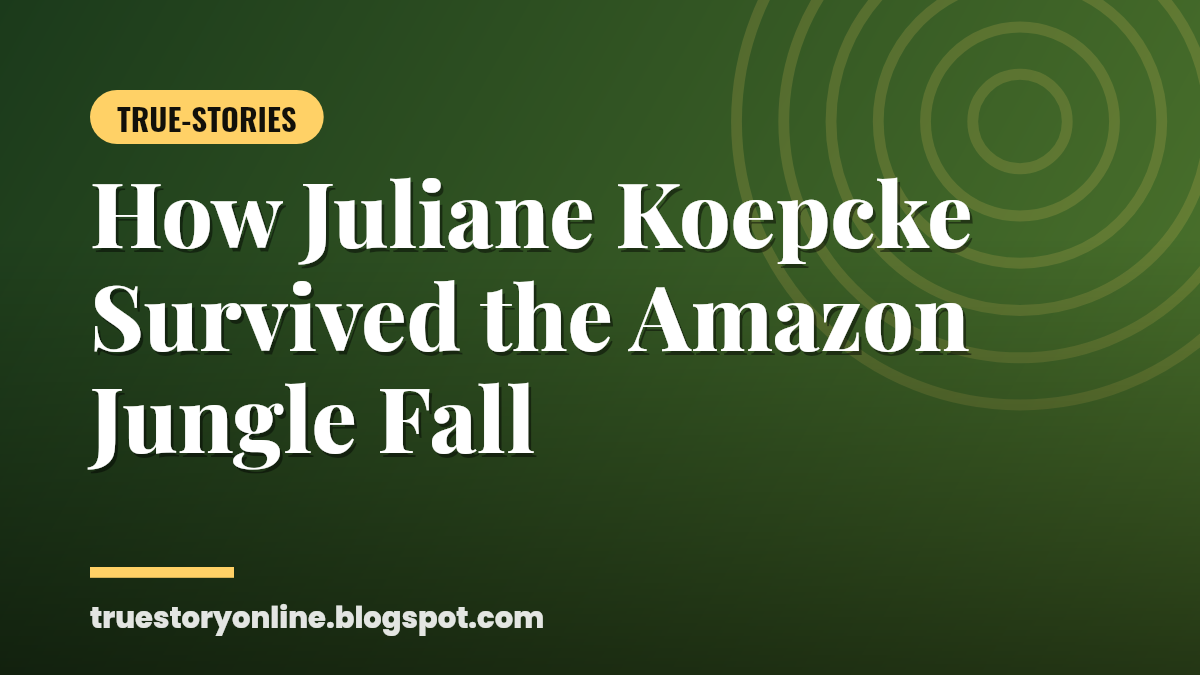 TRUE-STORIES
How Juliane Koepcke
Survived the Amazon
Jungle Fall
truestoryonline.blogspot.com